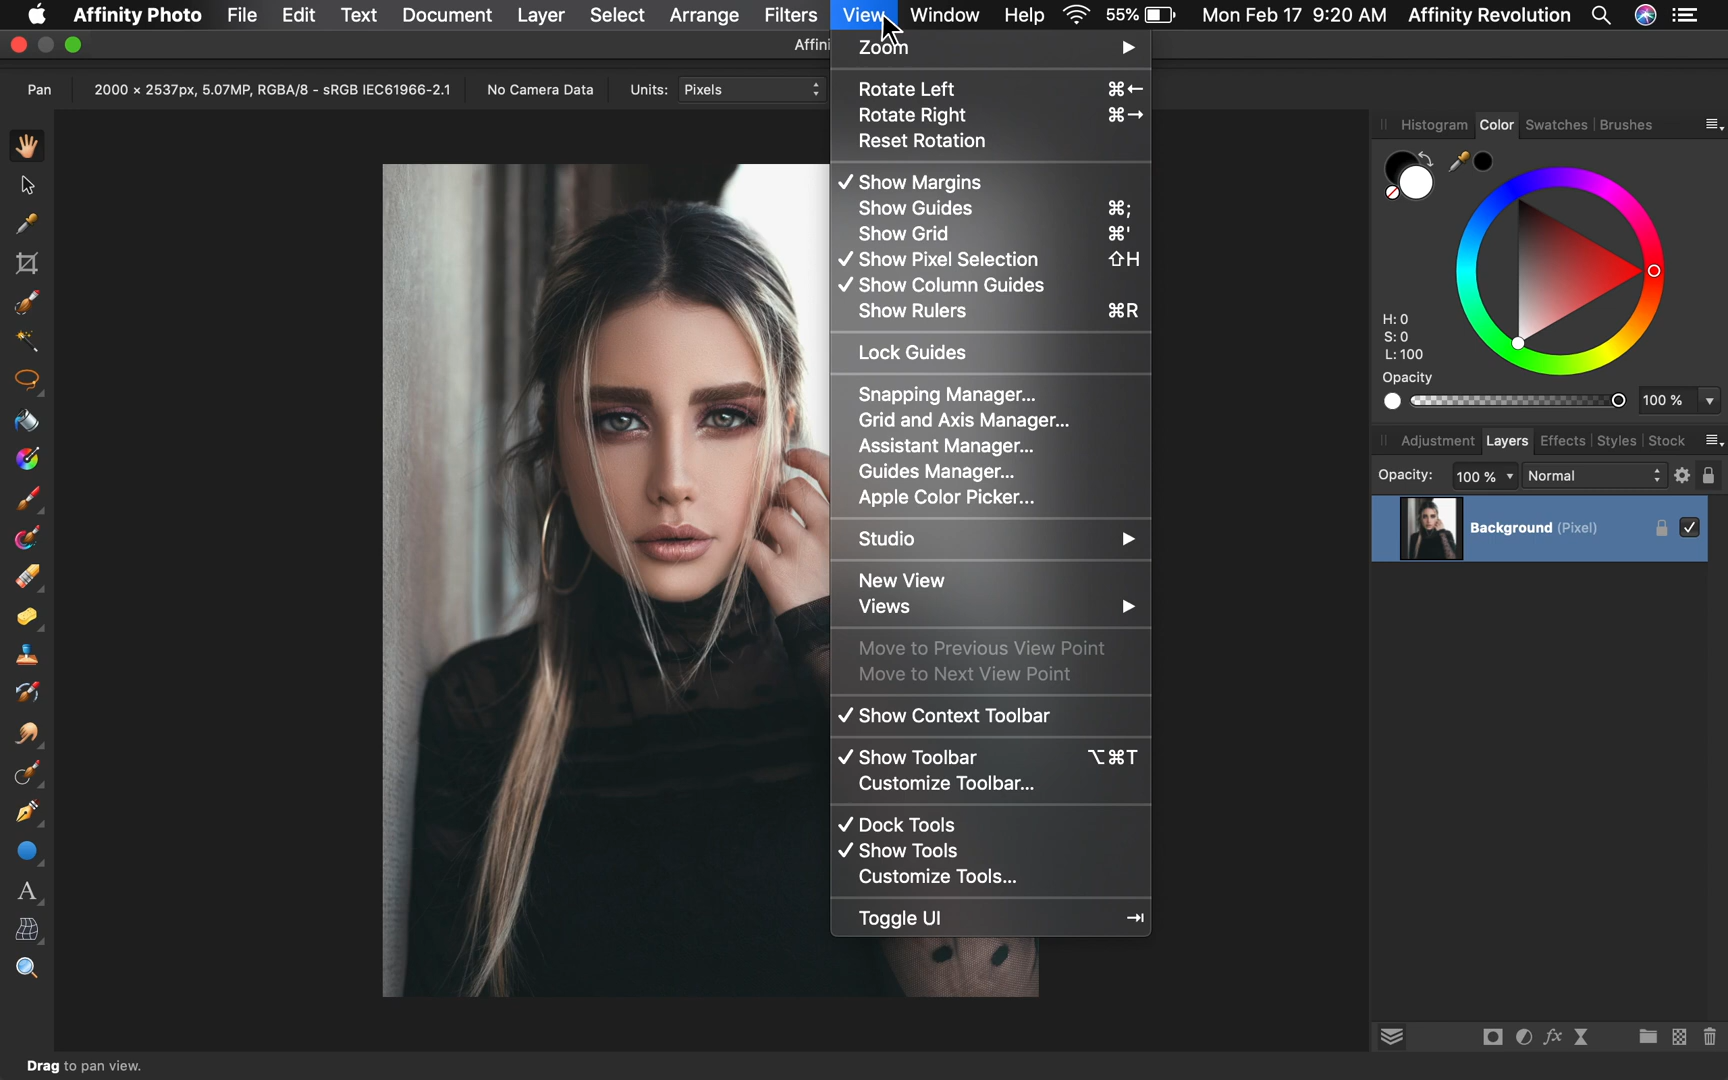 Affinity Photo File Edit Text Document Layer Select Arrange Filters View Window Help 55% Mon Feb 17 9:20 AM Affinity Revolution
Affini
Pan 2000 × 2537px, 5.07MP, RGBA/8 - sRGB IEC61966-2.1 No Camera Data Units: Pixels
Zoom
Rotate Left ⌘←
Rotate Right ⌘→
Reset Rotation
✓ Show Margins
Show Guides ⌘;
Show Grid ⌘'
✓ Show Pixel Selection ⇧H
✓ Show Column Guides
Show Rulers ⌘R
Lock Guides
Snapping Manager...
Grid and Axis Manager...
Assistant Manager...
Guides Manager...
Apple Color Picker...
Studio
New View
Views
Move to Previous View Point
Move to Next View Point
✓ Show Context Toolbar
✓ Show Toolbar ⌥⌘T
Customize Toolbar...
✓ Dock Tools
✓ Show Tools
Customize Tools...
Toggle UI ⇥
Histogram Color Swatches Brushes
H: 0
S: 0
L: 100
Opacity
100 %
Adjustment Layers Effects Styles Stock
Opacity: 100 % Normal
Background (Pixel)
A
fx
Drag to pan view.